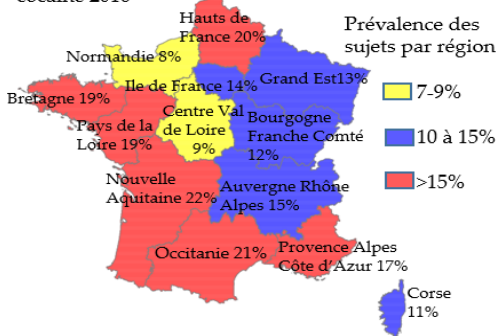 cocaïne 2016
Hauts de
France 20%
Prévalence des
sujets par région
Normandie 8%
Ile de France 14%
Grand Est13%
7-9%
Bretagne 19%
Centre Val
de Loire
9%
Bourgogne
Franche Comté
12%
10 à 15%
Pays de la
Loire 19%
>15%
Nouvelle
Aquitaine 22%
Auvergne Rhône
Alpes 15%
Occitanie 21%
Provence Alpes
Côte d'Azur 17%
Corse
11%